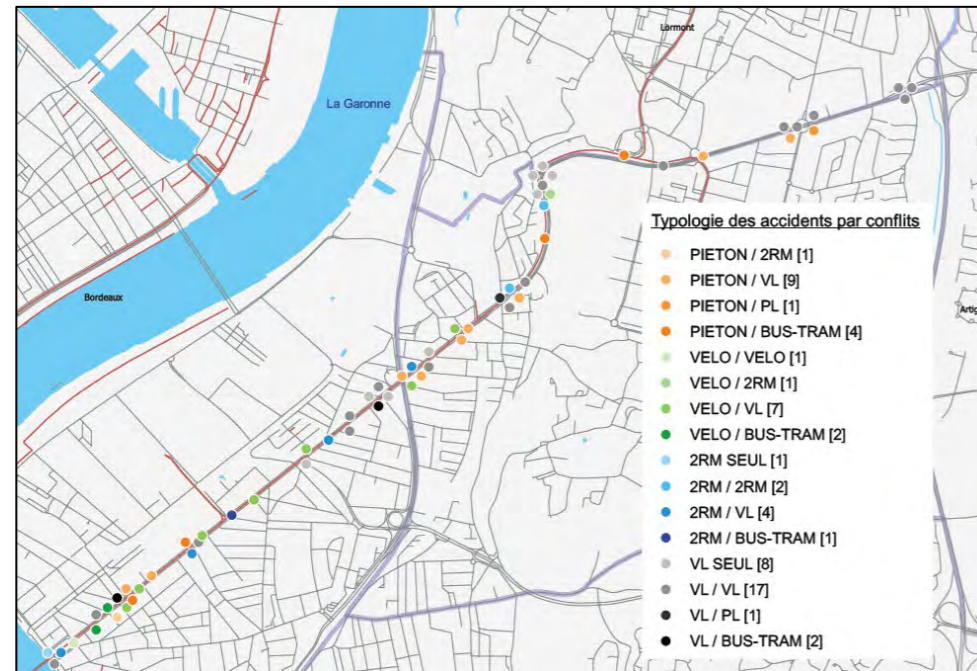 Lormont
La Garonne
Bordeaux
Artig
Typologie des accidents par conflits
PIETON / 2RM [1]
PIETON / VL [9]
PIETON / PL [1]
PIETON / BUS-TRAM [4]
VELO / VELO [1]
VELO / 2RM [1]
VELO / VL [7]
VELO / BUS-TRAM [2]
2RM SEUL [1]
2RM / 2RM [2]
2RM / VL [4]
2RM / BUS-TRAM [1]
VL SEUL [8]
VL / VL [17]
VL / PL [1]
VL / BUS-TRAM [2]